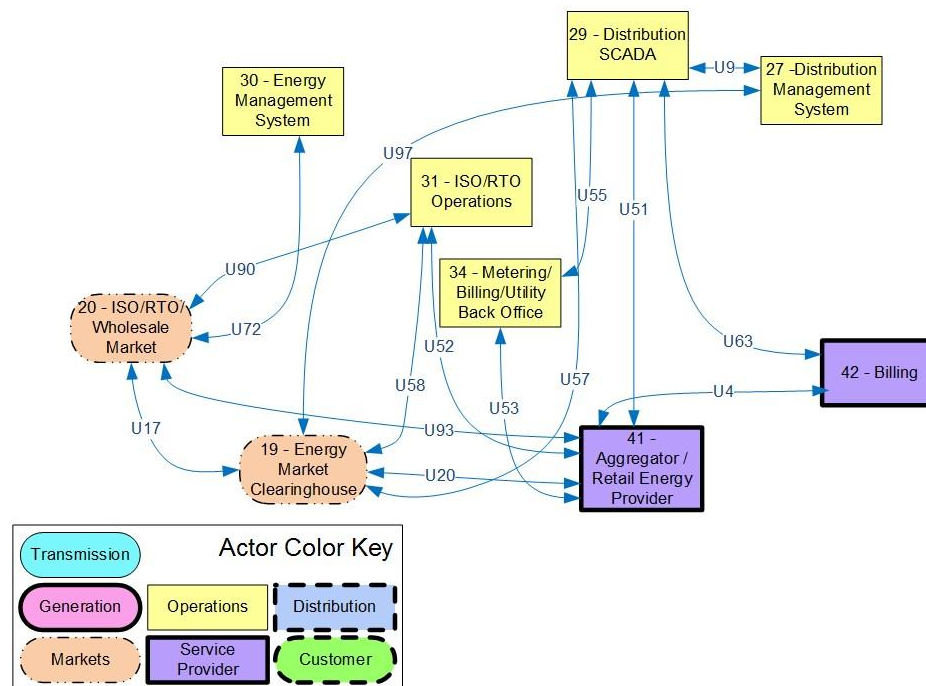 29 - Distribution
SCADA
U9
27 -Distribution
Management
System
30 - Energy
Management
System
U97
31 - ISO/RTO
Operations
U55
U51
U90
34 - Metering/
Billing/Utility
Back Office
20 - ISO/RTO/
Wholesale
Market
U72
U52
U63
42 - Billing
U58
U57
U53
U4
U17
U93
19 - Energy
Market
Clearinghouse
U20
41 -
Aggregator /
Retail Energy
Provider
Actor Color Key
Transmission
Generation
Operations
Distribution
Markets
Service
Provider
Customer